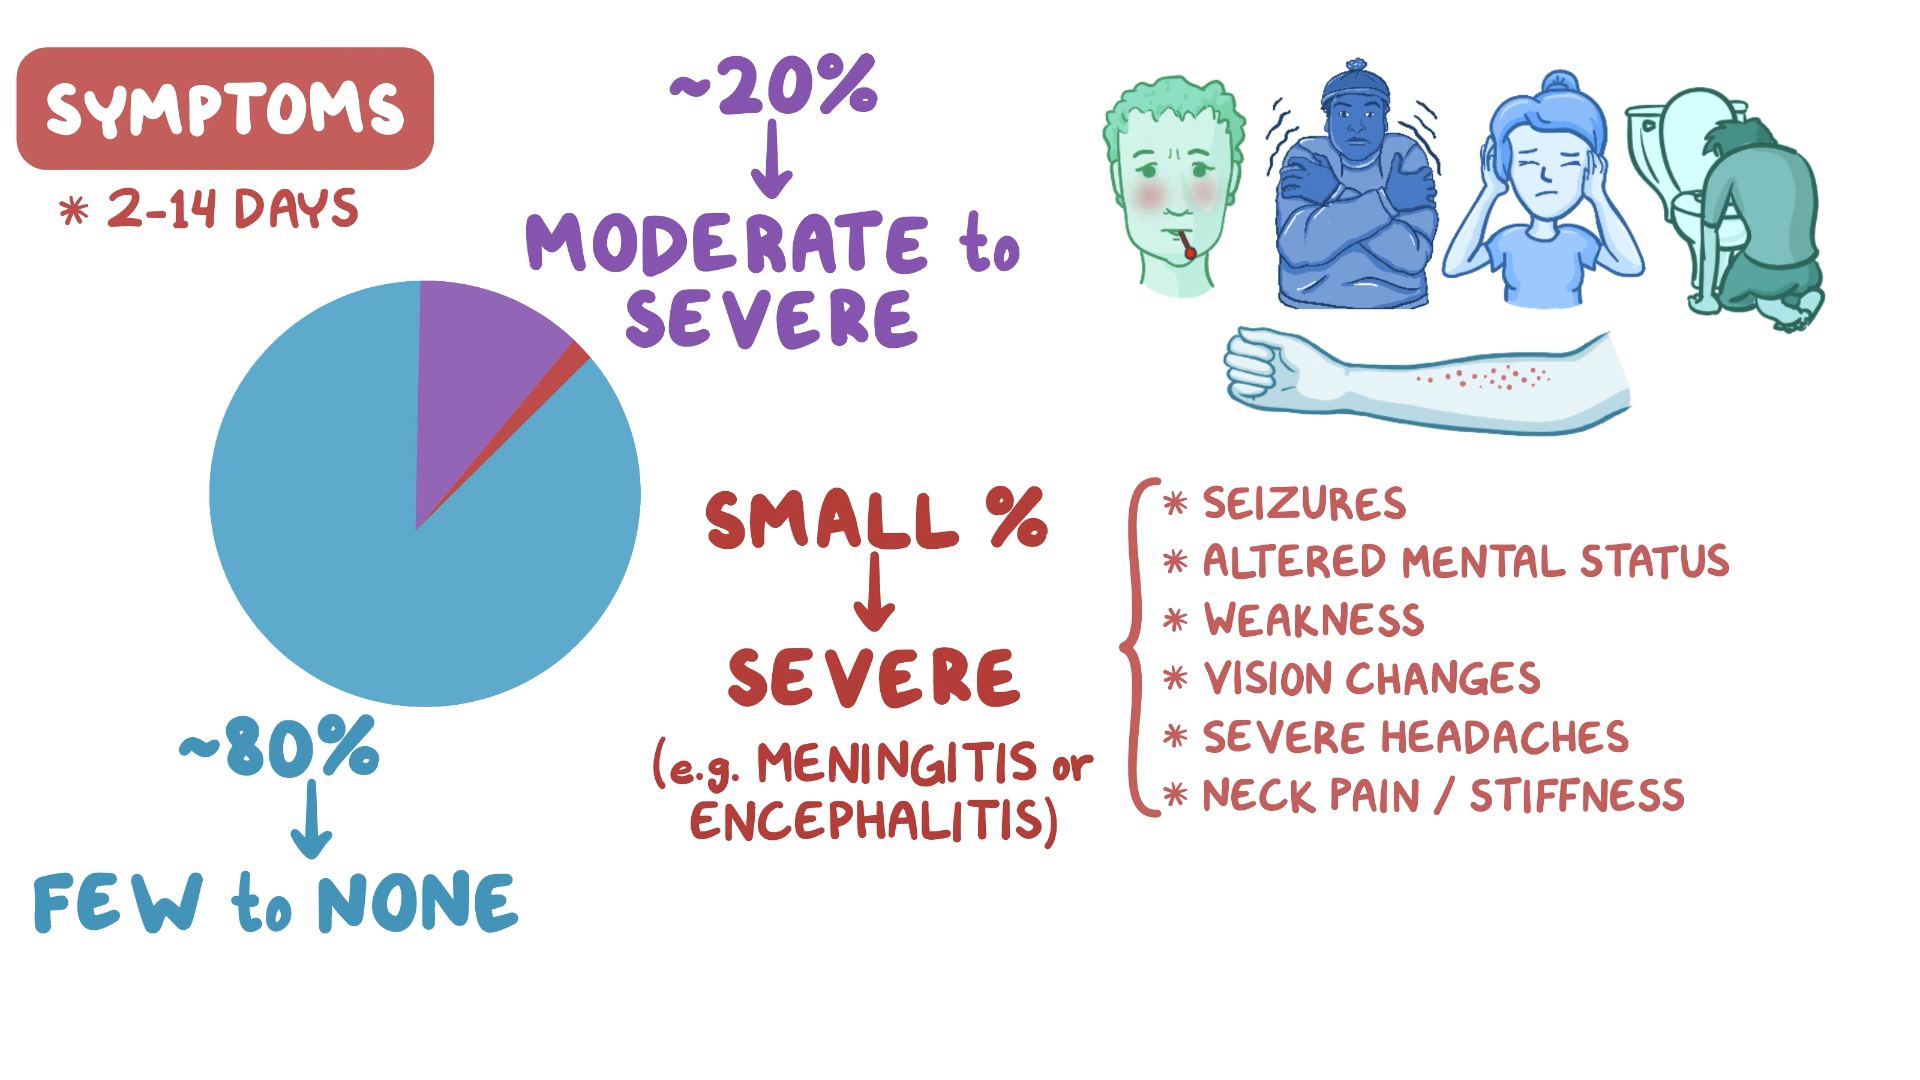 SYMPTOMS
* 2-14 DAYS
~20%
MODERATE to
SEVERE
SMALL %
SEVERE
(e.g. MENINGITIS or
ENCEPHALITIS)
* SEIZURES
* ALTERED MENTAL STATUS
* WEAKNESS
* VISION CHANGES
* SEVERE HEADACHES
* NECK PAIN / STIFFNESS
~80%
FEW to NONE